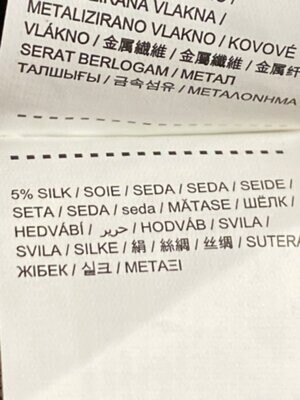 METALIZIRANA VLAKNA /
METALIZIRANO VLAKNO / KOVOVÉ
VLÁKNO / 金属繊維 / 金屬纖維 / 金属纤
SERAT BERLOGAM / МЕТАЛ
ТАЛШЫҒЫ / 금속섬유 / ΜΕΤΑΛΟΝΗΜΑ
5% SILK / SOIE / SEDA / SEDA / SEIDE /
SETA / SEDA / seda / MĂTASE / ШЁЛК /
HEDVÁBÍ / حرير / HODVÁB / SVILA /
SVILA / SILKE / 絹 / 絲綢 / 丝绸 / SUTERA
ЖІБЕК / 실크 / ΜΕΤΑΞΙ